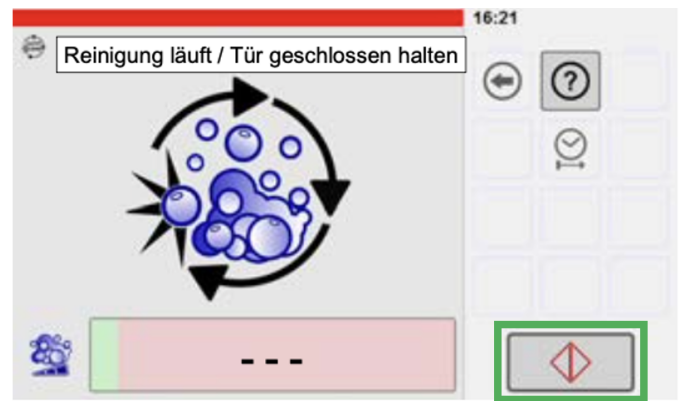 16:21
Reinigung läuft / Tür geschlossen halten
?
- - -